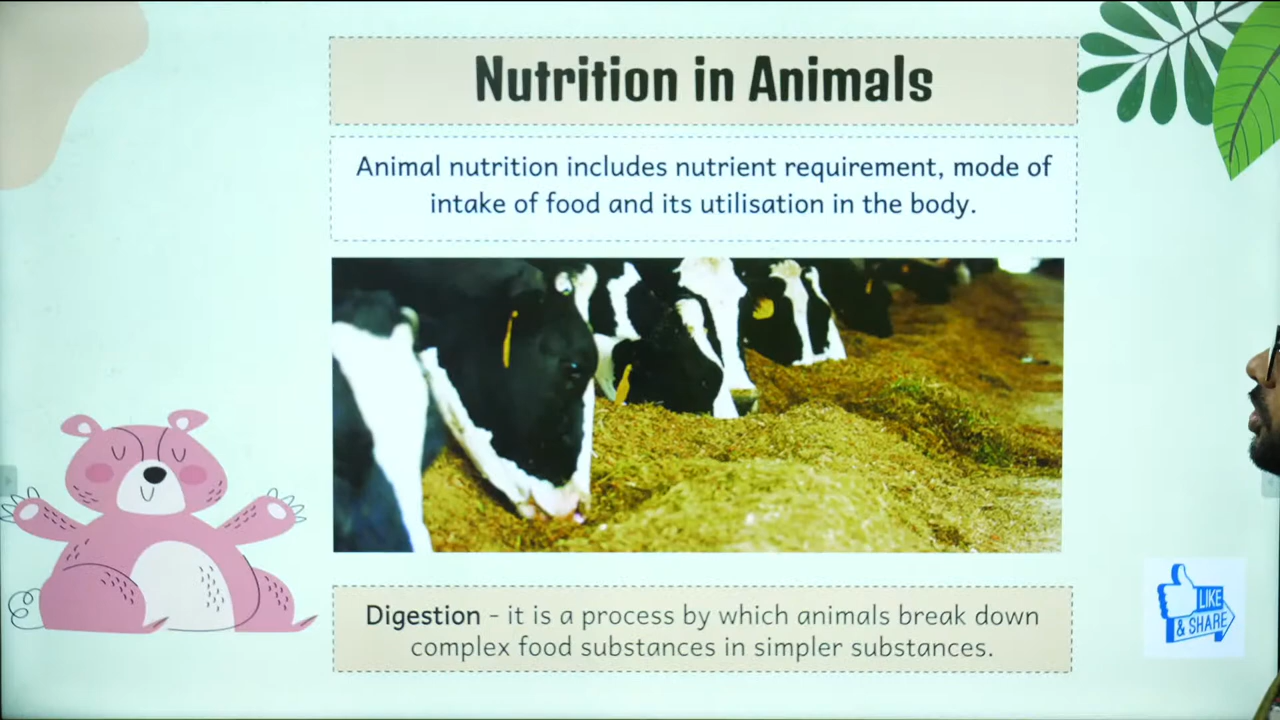 Nutrition in Animals
Animal nutrition includes nutrient requirement, mode of
intake of food and its utilisation in the body.
Digestion - it is a process by which animals break down
complex food substances in simpler substances.
LIKE
& SHARE